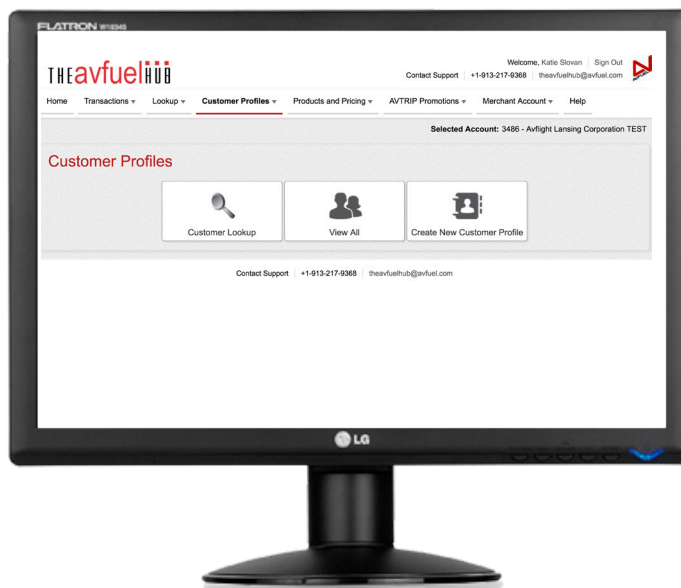 FLATRON W1934S
THEavfuelHUB
Welcome, Katie Slovan | Sign Out
Contact Support | +1-913-217-9368 | theavfuelhub@avfuel.com
Home Transactions Lookup Customer Profiles Products and Pricing AVTRIP Promotions Merchant Account Help
Selected Account: 3486 - Avflight Lansing Corporation TEST
Customer Profiles
Customer Lookup View All Create New Customer Profile
Contact Support | +1-913-217-9368 | theavfuelhub@avfuel.com
LG